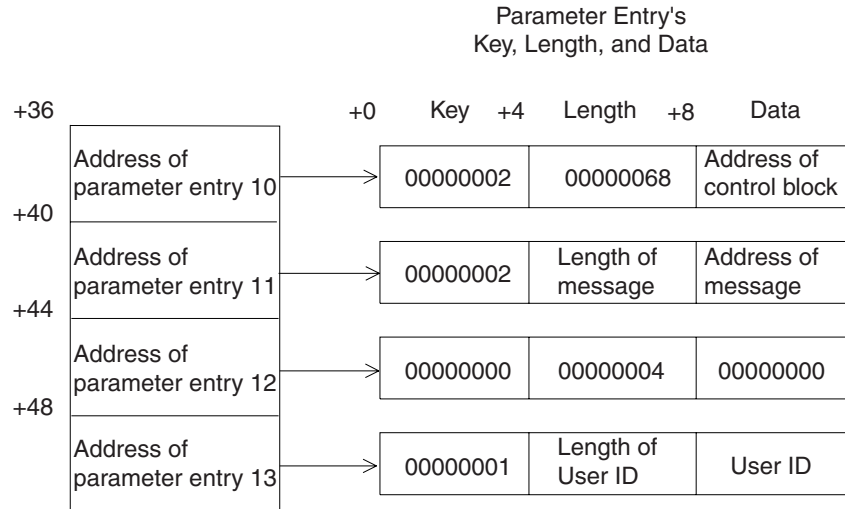 Parameter Entry's
Key, Length, and Data
+36
+0 Key +4 Length +8 Data
Address of
parameter entry 10
00000002
00000068
Address of
control block
+40
Address of
parameter entry 11
00000002
Length of
message
Address of
message
+44
Address of
parameter entry 12
00000000
00000004
00000000
+48
Address of
parameter entry 13
00000001
Length of
User ID
User ID